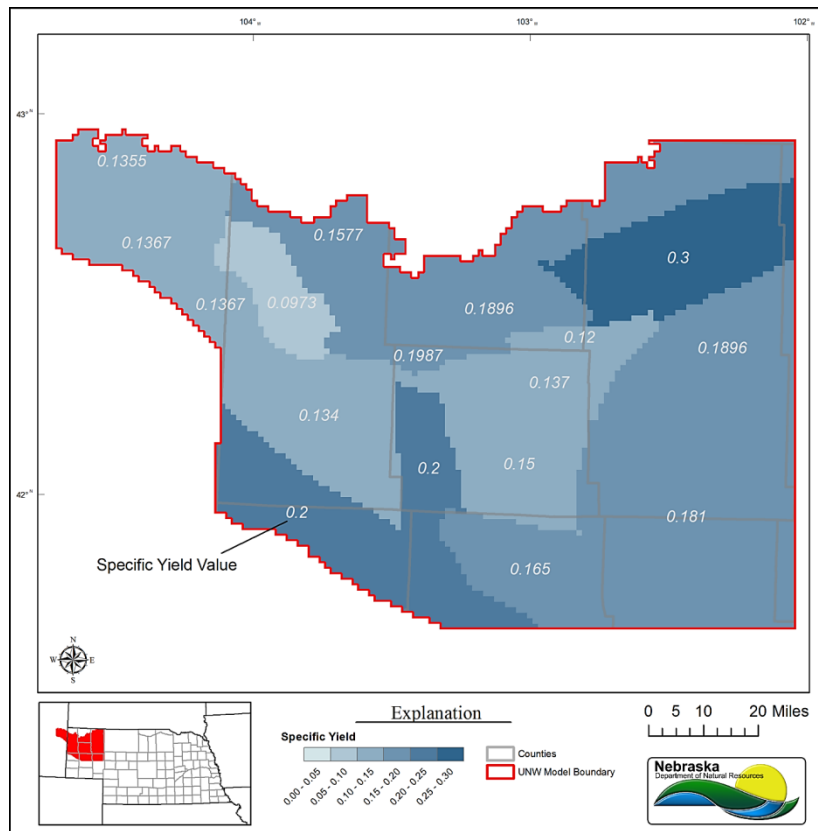 104°
103°
102°
43°
N
0.1355
0.1577
0.1367
0.3
0.1367
0.0973
0.1896
0.12
0.1987
0.1896
0.137
0.134
0.15
0.2
42°
N
0.2
0.181
Specific Yield Value
0.165
N
W
E
S
Explanation
Specific Yield
0.00 - 0.05
0.05 - 0.10
0.10 - 0.15
0.15 - 0.20
0.20 - 0.25
0.25 - 0.30
Counties
UNW Model Boundary
0 5 10 20 Miles
Nebraska
Department of Natural Resources